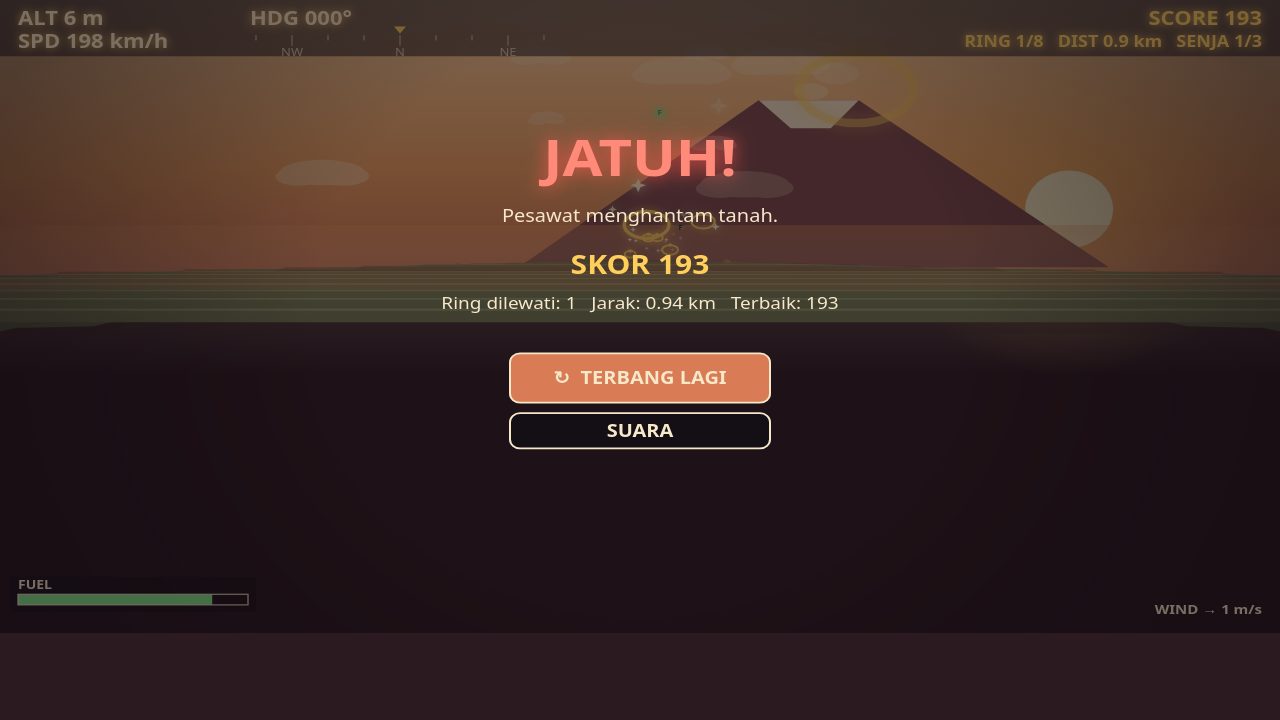 ALT 6 m
SPD 198 km/h
HDG 000°
NW N NE
SCORE 193
RING 1/8 DIST 0.9 km SENJA 1/3
F
JATUH!
Pesawat menghantam tanah.
F
SKOR 193
Ring dilewati: 1 Jarak: 0.94 km Terbaik: 193
↻ TERBANG LAGI
SUARA
FUEL
WIND → 1 m/s